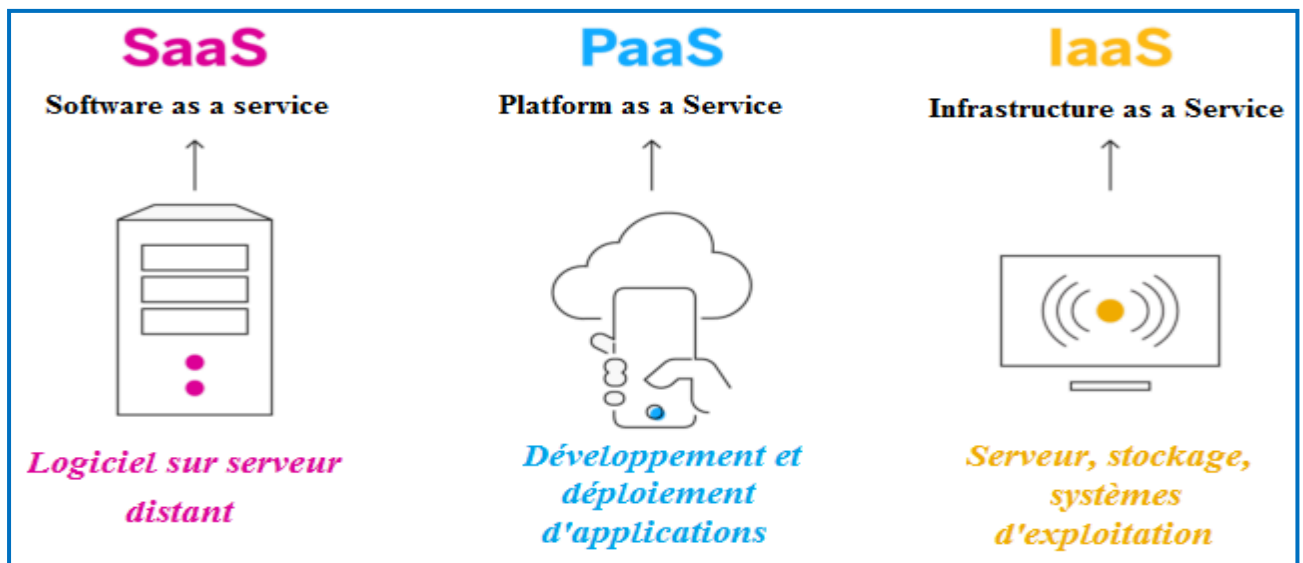 SaaS
Software as a service
Logiciel sur serveur
distant
PaaS
Platform as a Service
Développement et
déploiement
d'applications
IaaS
Infrastructure as a Service
Serveur, stockage,
systèmes
d'exploitation